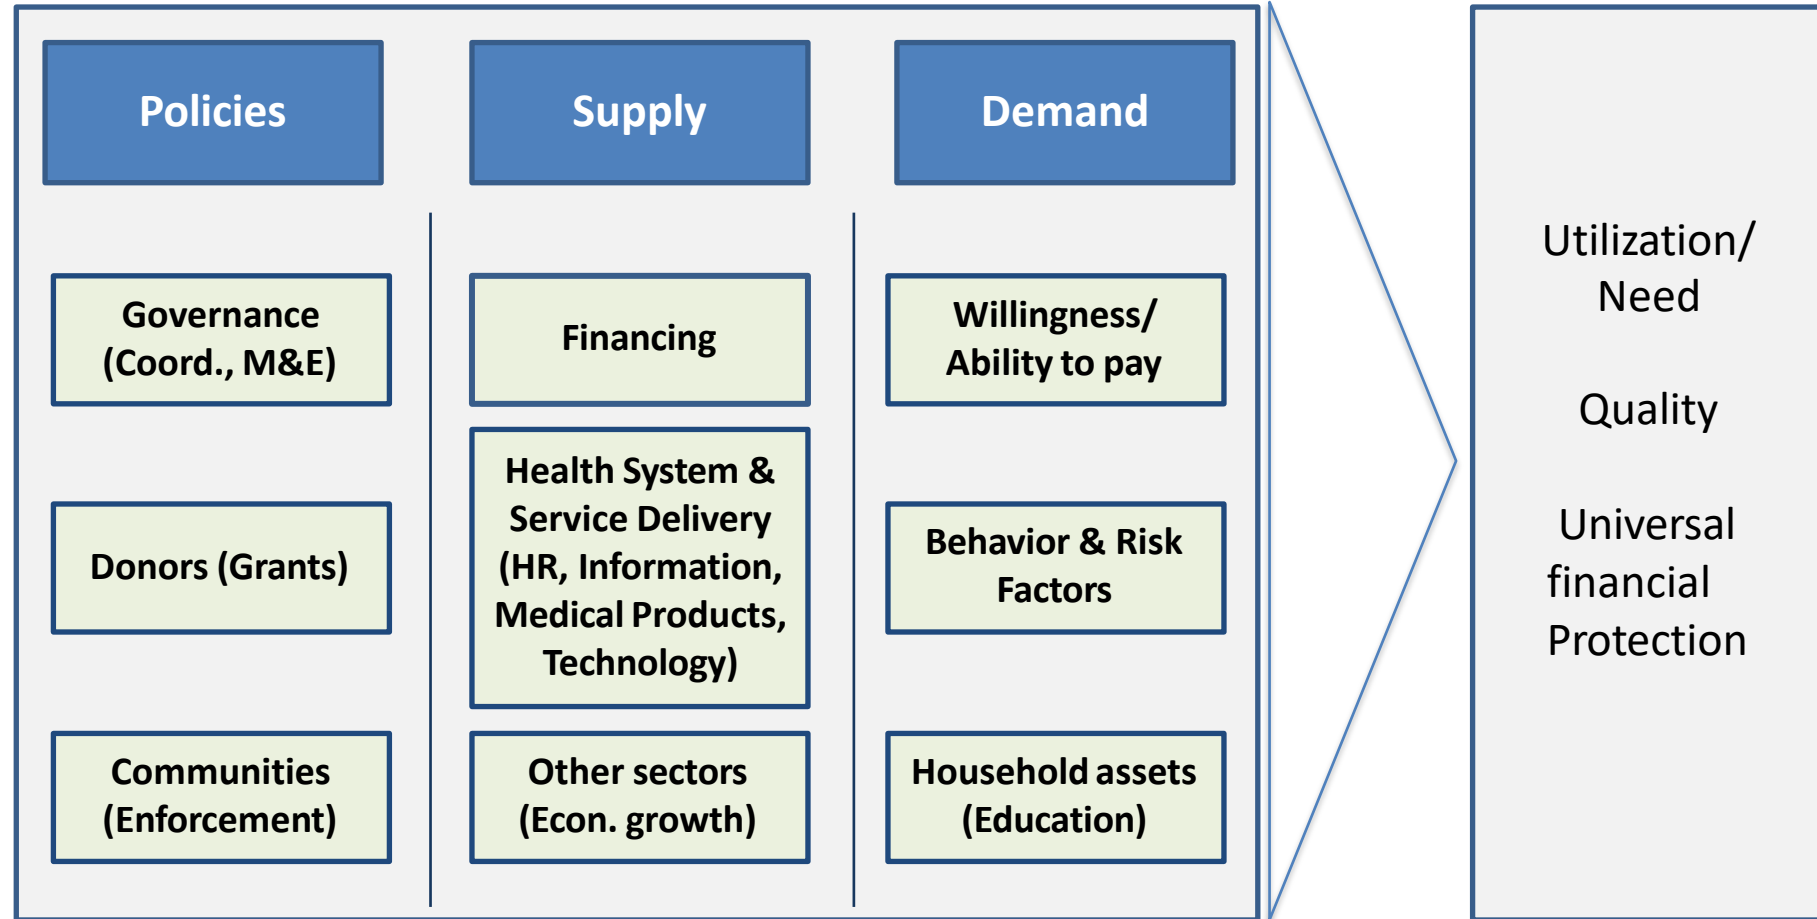 Policies
Supply
Demand
Governance
(Coord., M&E)
Financing
Willingness/
Ability to pay
Donors (Grants)
Health System &
Service Delivery
(HR, Information,
Medical Products,
Technology)
Behavior & Risk
Factors
Communities
(Enforcement)
Other sectors
(Econ. growth)
Household assets
(Education)
Utilization/
Need
Quality
Universal
financial
Protection